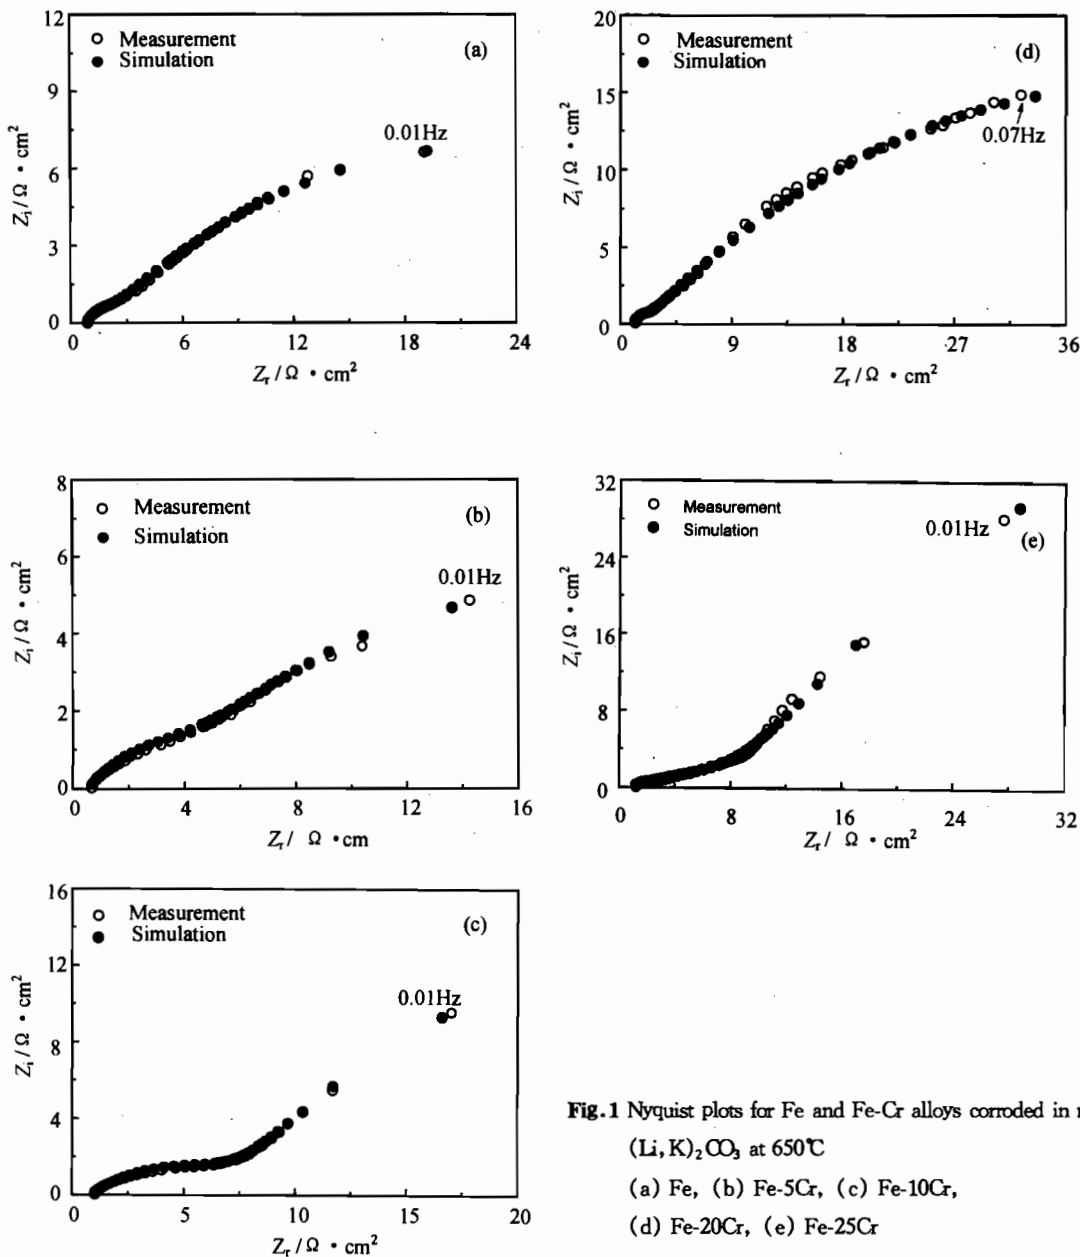 12
9
6
3
0
Z_i/Ω·cm²
Measurement
Simulation
(a)
0.01Hz
0 6 12 18 24
Z_r/Ω·cm²
20
15
10
5
0
Z_i/Ω·cm²
Measurement
Simulation
(d)
0.07Hz
0 9 18 27 36
Z_r/Ω·cm²
8
6
4
2
0
Z_i/Ω·cm²
Measurement
Simulation
(b)
0.01Hz
0 4 8 12 16
Z_r/Ω·cm
32
24
16
8
0
Z_i/Ω·cm²
Measurement
Simulation
0.01Hz
(e)
0 8 16 24 32
Z_r/Ω·cm²
16
12
8
4
0
Z_i/Ω·cm²
Measurement
Simulation
(c)
0.01Hz
0 5 10 15 20
Z_r/Ω·cm²
Fig.1 Nyquist plots for Fe and Fe-Cr alloys corroded in
(Li,K)₂CO₃ at 650℃
(a) Fe, (b) Fe-5Cr, (c) Fe-10Cr,
(d) Fe-20Cr, (e) Fe-25Cr